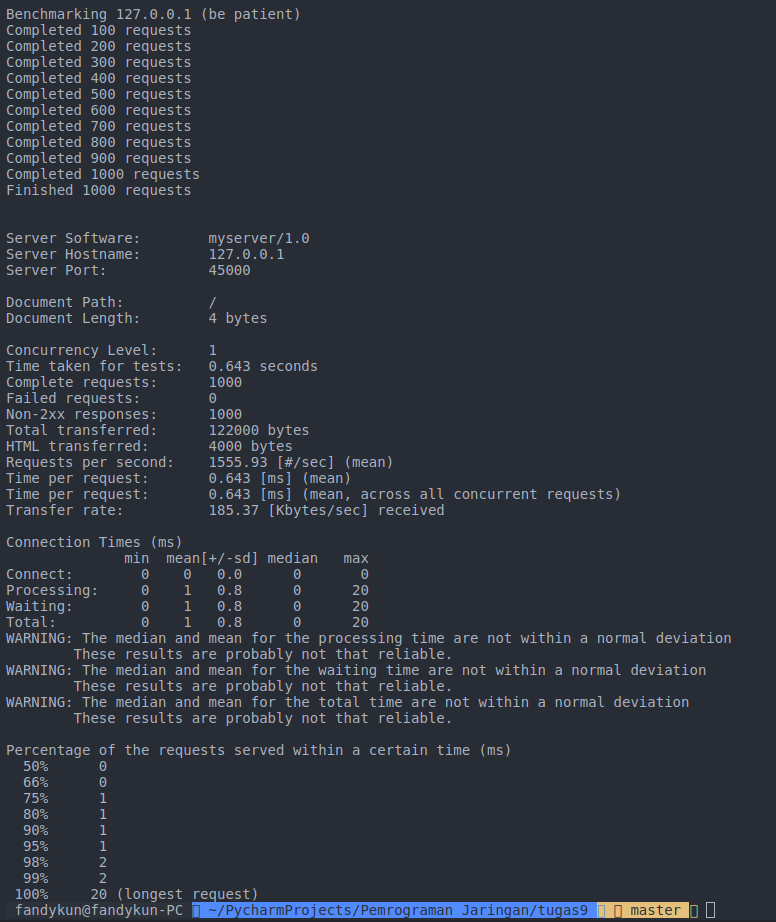 Benchmarking 127.0.0.1 (be patient)
Completed 100 requests
Completed 200 requests
Completed 300 requests
Completed 400 requests
Completed 500 requests
Completed 600 requests
Completed 700 requests
Completed 800 requests
Completed 900 requests
Completed 1000 requests
Finished 1000 requests
Server Software:        myserver/1.0
Server Hostname:        127.0.0.1
Server Port:            45000
Document Path:          /
Document Length:        4 bytes
Concurrency Level:      1
Time taken for tests:   0.643 seconds
Complete requests:      1000
Failed requests:        0
Non-2xx responses:      1000
Total transferred:      122000 bytes
HTML transferred:       4000 bytes
Requests per second:    1555.93 [#/sec] (mean)
Time per request:       0.643 [ms] (mean)
Time per request:       0.643 [ms] (mean, across all concurrent requests)
Transfer rate:          185.37 [Kbytes/sec] received
Connection Times (ms)
              min  mean[+/-sd] median   max
Connect:        0    0   0.0      0       0
Processing:     0    1   0.8      0      20
Waiting:        0    1   0.8      0      20
Total:          0    1   0.8      0      20
WARNING: The median and mean for the processing time are not within a normal deviation
        These results are probably not that reliable.
WARNING: The median and mean for the waiting time are not within a normal deviation
        These results are probably not that reliable.
WARNING: The median and mean for the total time are not within a normal deviation
        These results are probably not that reliable.
Percentage of the requests served within a certain time (ms)
  50%      0
  66%      0
  75%      1
  80%      1
  90%      1
  95%      1
  98%      2
  99%      2
 100%     20 (longest request)
fandykun@fandykun-PC ~/PycharmProjects/Pemrograman Jaringan/tugas9 master